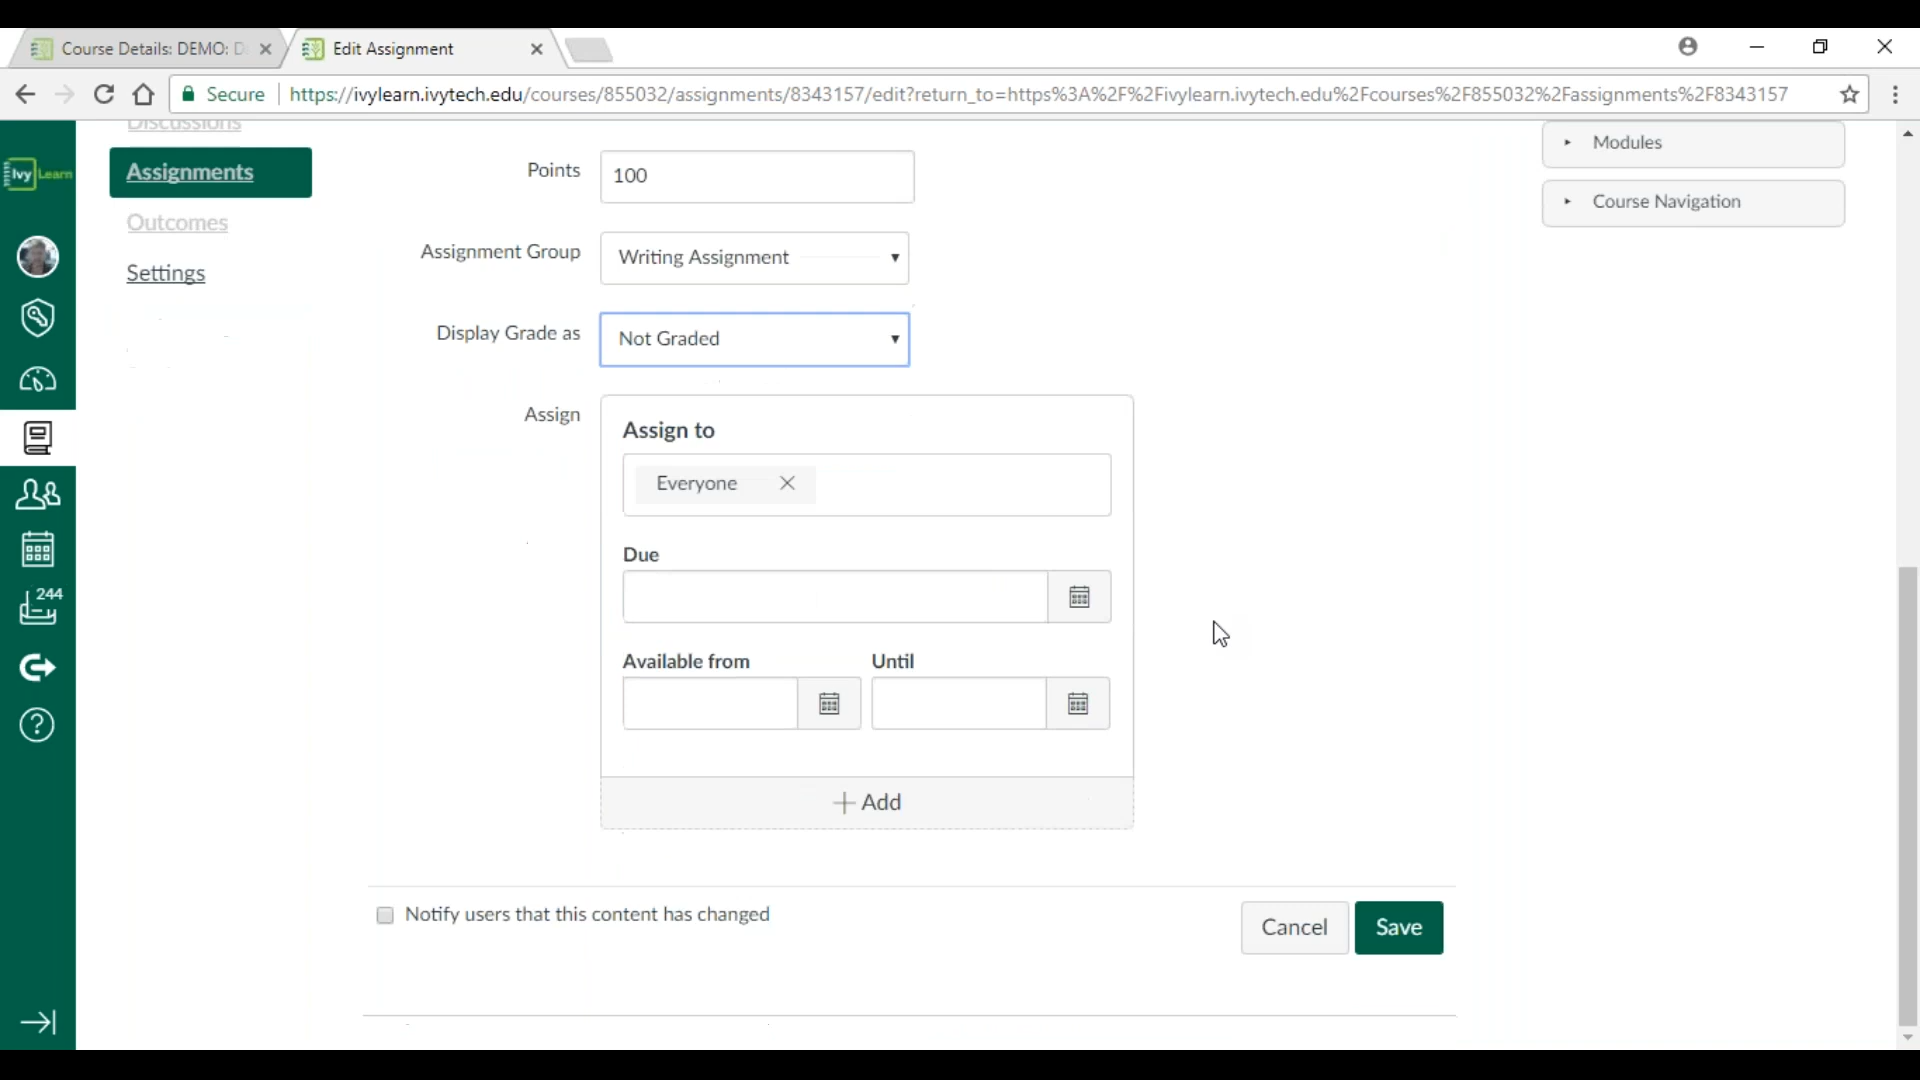 Course Details: DEMO: D
Edit Assignment
Secure
https://ivylearn.ivytech.edu/courses/855032/assignments/8343157/edit?return_to=https%3A%2F%2Fivylearn.ivytech.edu%2Fcourses%2F855032%2Fassignments%2F8343157
Ivy Learn
Discussions
Assignments
Outcomes
Settings
244
Points
100
Assignment Group
Writing Assignment
Display Grade as
Not Graded
Assign
Assign to
Everyone
Due
Available from
Until
Add
Notify users that this content has changed
Cancel
Save
Modules
Course Navigation